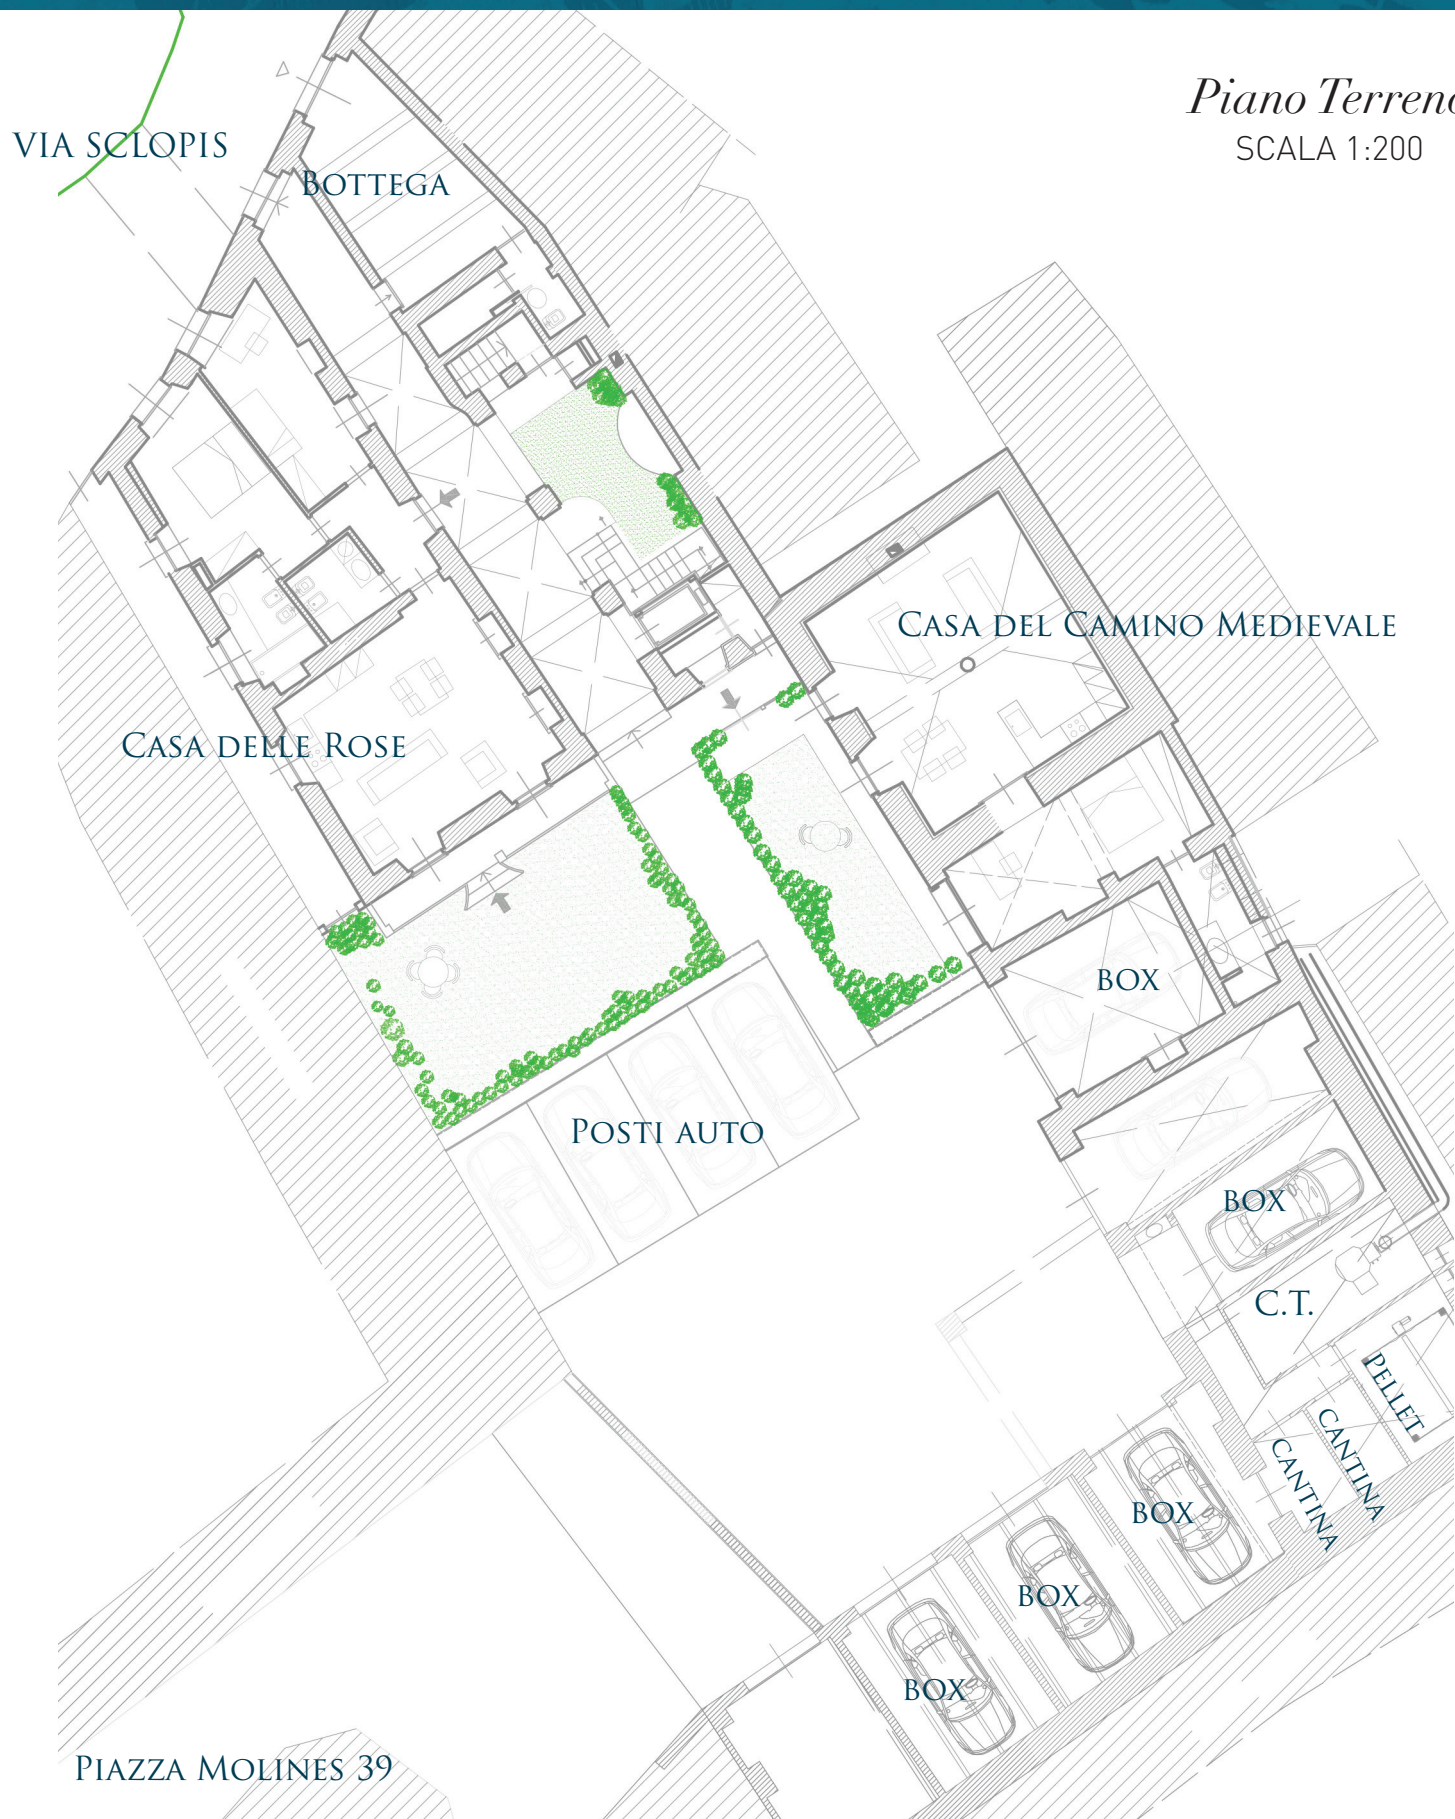 Piano Terreno
SCALA 1:200
VIA SCLOPIS
BOTTEGA
CASA DEL CAMINO MEDIEVALE
CASA DELLE ROSE
BOX
POSTI AUTO
BOX
C.T.
PELLET
CANTINA
CANTINA
BOX
BOX
BOX
PIAZZA MOLINES 39